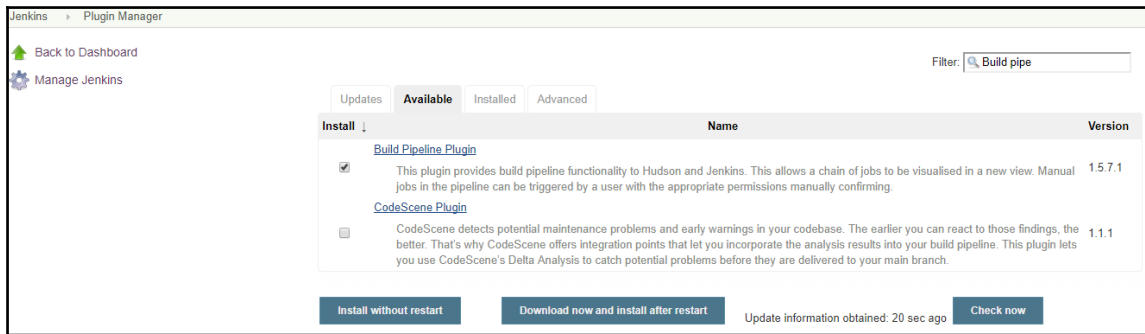 Jenkins Plugin Manager
Back to Dashboard
Manage Jenkins
Filter: Build pipe
Updates Available Installed Advanced
Install ↓ Name Version
Build Pipeline Plugin
This plugin provides build pipeline functionality to Hudson and Jenkins. This allows a chain of jobs to be visualised in a new view. Manual 1.5.7.1
jobs in the pipeline can be triggered by a user with the appropriate permissions manually confirming.
CodeScene Plugin
CodeScene detects potential maintenance problems and early warnings in your codebase. The earlier you can react to those findings, the
better. That's why CodeScene offers integration points that let you incorporate the analysis results into your build pipeline. This plugin lets 1.1.1
you use CodeScene's Delta Analysis to catch potential problems before they are delivered to your main branch.
Install without restart Download now and install after restart Update information obtained: 20 sec ago Check now